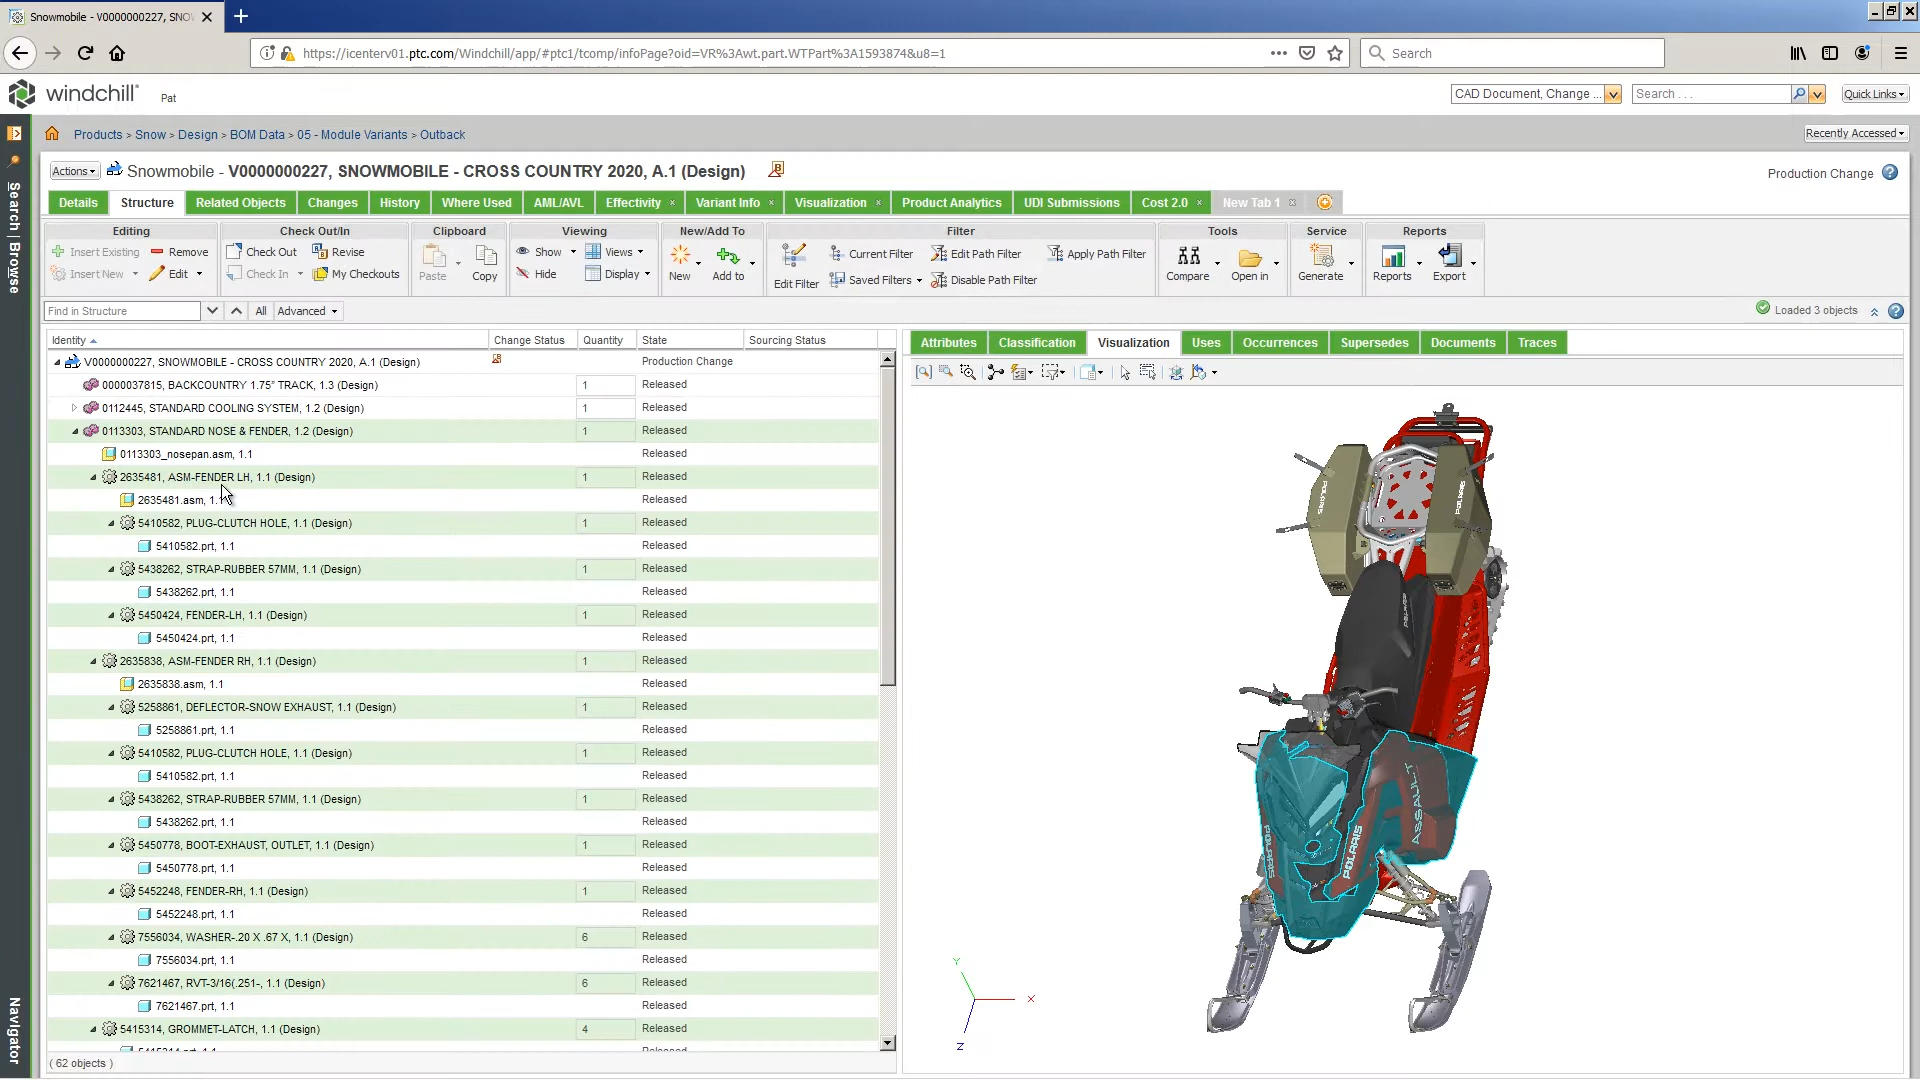 Snowmobile - V0000000227, SNO
https://icenterv01.ptc.com/Windchill/app/#ptc1/tcomp/infoPage?oid=VR%3Awt.part.WTPart%3A1593874&u8=1
Search
windchill
Pat
CAD Document, Change ...
Search . . .
Quick Links
Products > Snow > Design > BOM Data > 05 - Module Variants > Outback
Recently Accessed
Actions
Snowmobile - V0000000227, SNOWMOBILE - CROSS COUNTRY 2020, A.1 (Design)
Production Change
Details Structure Related Objects Changes History Where Used AML/AVL Effectivity Variant Info Visualization Product Analytics UDI Submissions Cost 2.0 New Tab 1
Editing Check Out/In Clipboard Viewing New/Add To Filter Tools Service Reports
Insert Existing Remove Check Out Revise Show Views Current Filter Edit Path Filter Apply Path Filter
Insert New Edit Check In My Checkouts Paste Copy Hide Display New Add to Edit Filter Saved Filters Disable Path Filter Compare Open in Generate Reports Export
Find in Structure All Advanced Loaded 3 objects
Search | Browse
Navigator
Identity Change Status Quantity State Sourcing Status
V0000000227, SNOWMOBILE - CROSS COUNTRY 2020, A.1 (Design) Production Change
0000037815, BACKCOUNTRY 1.75" TRACK, 1.3 (Design) 1 Released
0112445, STANDARD COOLING SYSTEM, 1.2 (Design) 1 Released
0113303, STANDARD NOSE & FENDER, 1.2 (Design) 1 Released
0113303_nosepan.asm, 1.1 Released
2635481, ASM-FENDER LH, 1.1 (Design) 1 Released
2635481.asm, 1.1 Released
5410582, PLUG-CLUTCH HOLE, 1.1 (Design) 1 Released
5410582.prt, 1.1 Released
5438262, STRAP-RUBBER 57MM, 1.1 (Design) 1 Released
5438262.prt, 1.1 Released
5450424, FENDER-LH, 1.1 (Design) 1 Released
5450424.prt, 1.1 Released
2635838, ASM-FENDER RH, 1.1 (Design) 1 Released
2635838.asm, 1.1 Released
5258861, DEFLECTOR-SNOW EXHAUST, 1.1 (Design) 1 Released
5258861.prt, 1.1 Released
5410582, PLUG-CLUTCH HOLE, 1.1 (Design) 1 Released
5410582.prt, 1.1 Released
5438262, STRAP-RUBBER 57MM, 1.1 (Design) 1 Released
5438262.prt, 1.1 Released
5450778, BOOT-EXHAUST, OUTLET, 1.1 (Design) 1 Released
5450778.prt, 1.1 Released
5452248, FENDER-RH, 1.1 (Design) 1 Released
5452248.prt, 1.1 Released
7556034, WASHER-.20 X .67 X, 1.1 (Design) 6 Released
7556034.prt, 1.1 Released
7621467, RVT-3/16(.251-, 1.1 (Design) 6 Released
7621467.prt, 1.1 Released
5415314, GROMMET-LATCH, 1.1 (Design) 4 Released
( 62 objects )
Attributes Classification Visualization Uses Occurrences Supersedes Documents Traces
POLARIS
POLARIS
POLARIS
POLARIS
POLARIS
ASSAULT
Y
X
Z